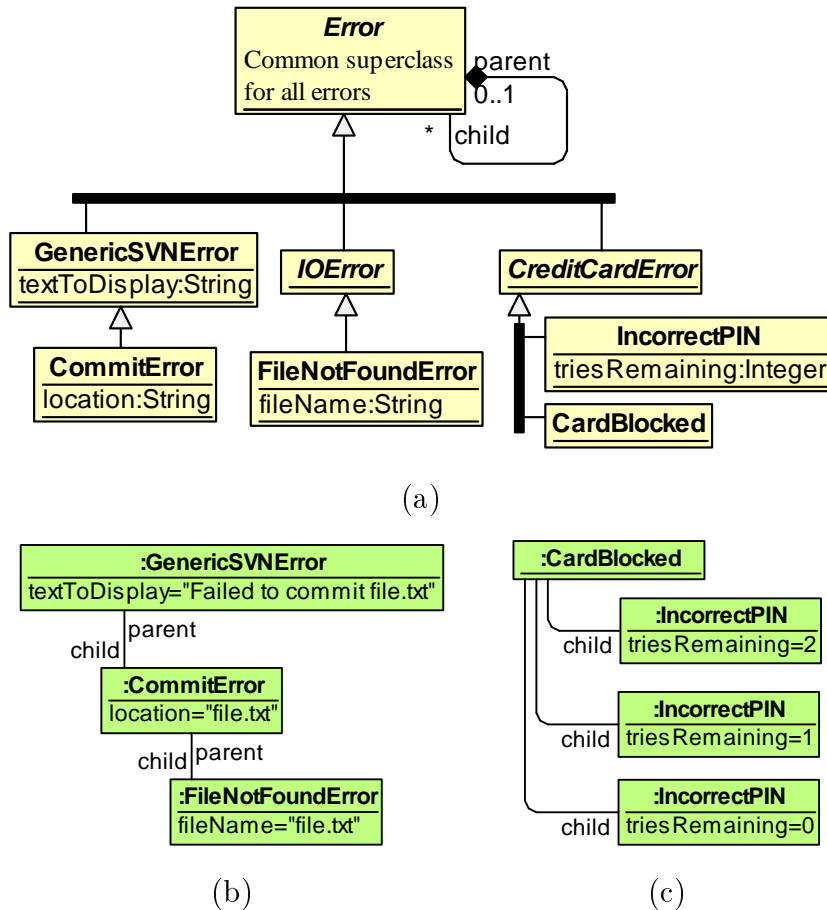 Error
Common superclass
for all errors
parent
0..1
* child
GenericSVNError
textToDisplay:String
IOError
CreditCardError
CommitError
location:String
FileNotFoundError
fileName:String
IncorrectPIN
triesRemaining:Integer
CardBlocked
(a)
:GenericSVNError
textToDisplay="Failed to commit file.txt"
parent
child
:CommitError
location="file.txt"
child parent
:FileNotFoundError
fileName="file.txt"
(b)
:CardBlocked
:IncorrectPIN
triesRemaining=2
child
:IncorrectPIN
triesRemaining=1
child
:IncorrectPIN
triesRemaining=0
child
(c)